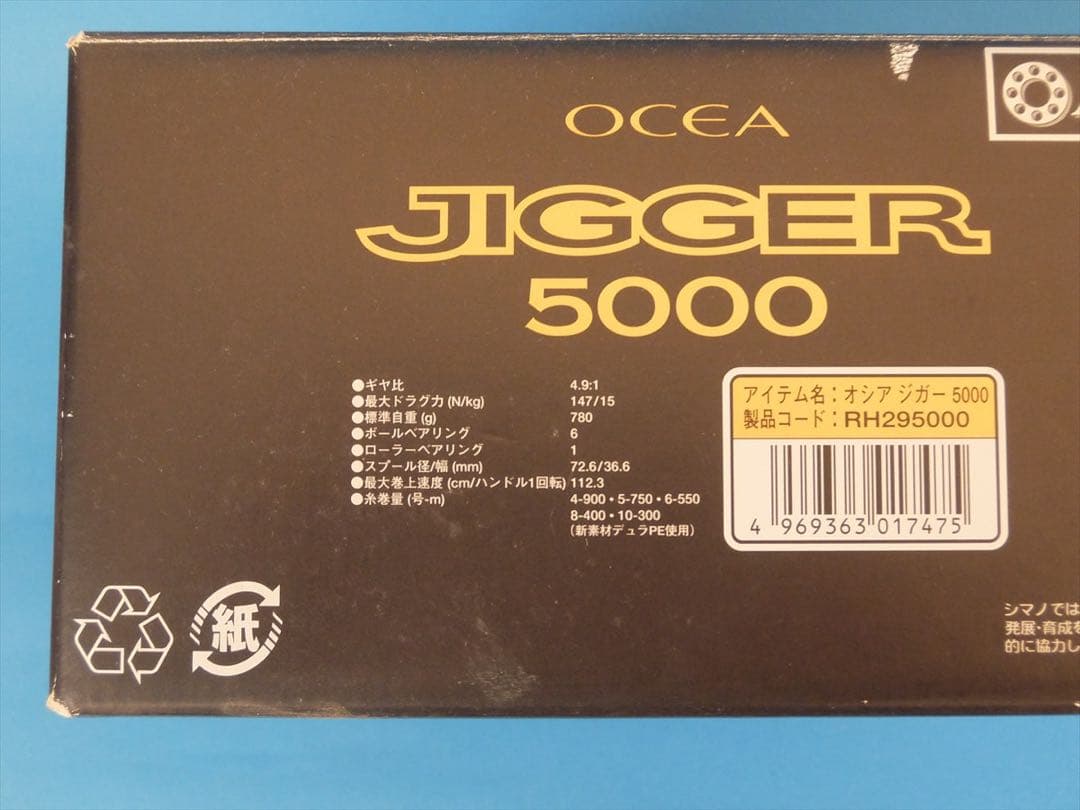 OCEA
JIGGER
5000
●ギヤ比 4.9:1
●最大ドラグ力 (N/kg) 147/15
●標準自重 (g) 780
●ボールベアリング 6
●ローラーベアリング 1
●スプール径/幅 (mm) 72.6/36.6
●最大巻上速度 (cm/ハンドル1回転) 112.3
●糸巻量 (号-m) 4-900・5-750・6-550
8-400・10-300
(新素材デュラPE使用)
アイテム名:オシア ジガー 5000
製品コード:RH295000
4 969363 017475
紙
シマノでは
発展・育成を
的に協力し